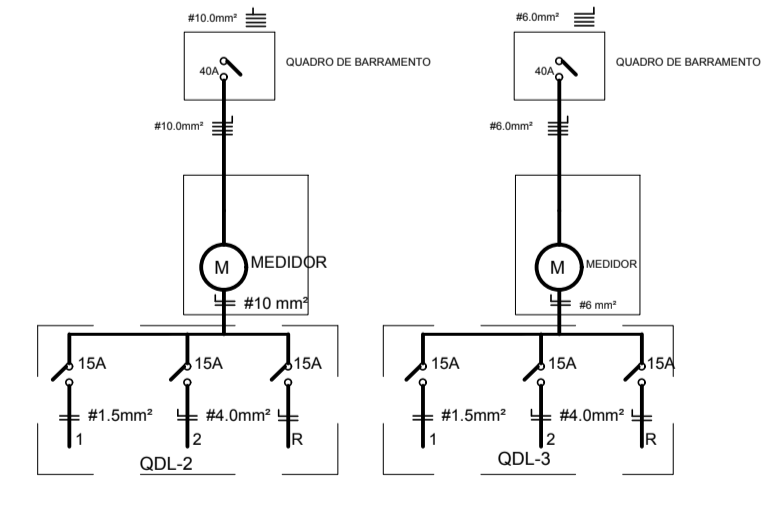 #10.0mm²
#6.0mm²
40A
QUADRO DE BARRAMENTO
40A
QUADRO DE BARRAMENTO
#10.0mm²
#6.0mm²
M
MEDIDOR
M
MEDIDOR
#10 mm²
#6 mm²
15A
15A
15A
15A
15A
15A
#1.5mm²
#4.0mm²
#1.5mm²
#4.0mm²
1
2
R
1
2
R
QDL-2
QDL-3